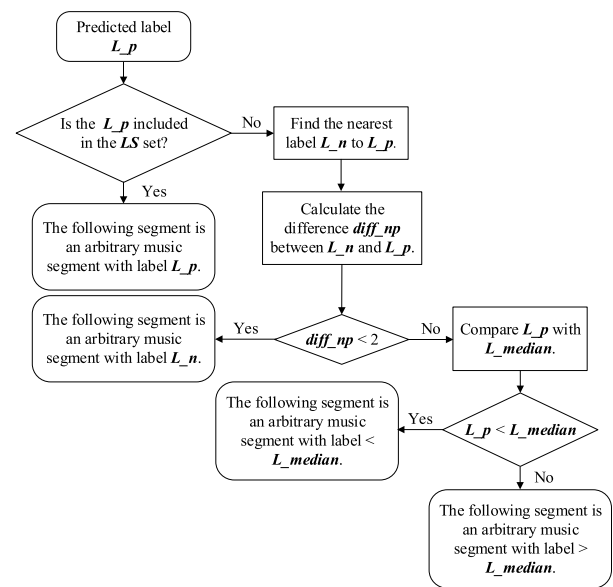 Predicted label
L_p
Is the L_p included
in the LS set?
No
Find the nearest
label L_n to L_p.
Yes
The following segment is
an arbitrary music
segment with label L_p.
Calculate the
difference diff_np
between L_n and L_p.
The following segment is
an arbitrary music
segment with label L_n.
Yes
diff_np < 2
No
Compare L_p with
L_median.
The following segment is
an arbitrary music
segment with label <
L_median.
Yes
L_p < L_median
No
The following segment is
an arbitrary music
segment with label >
L_median.